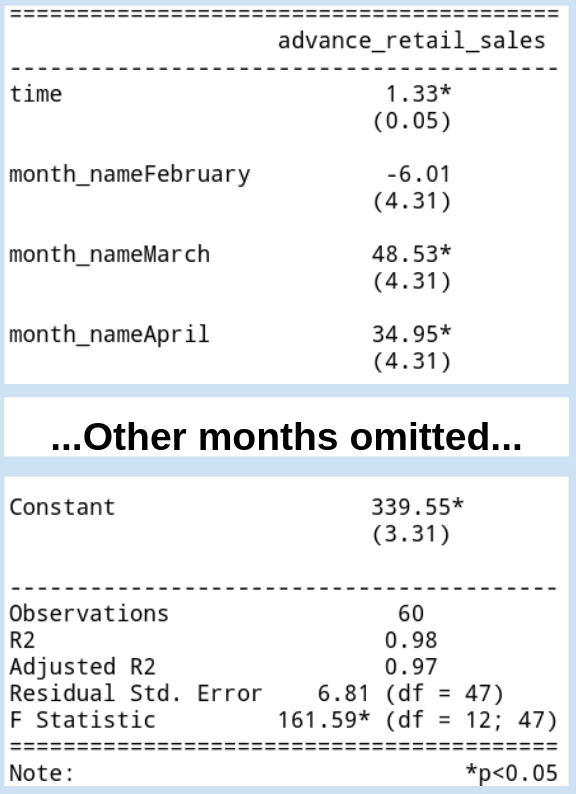 =========================================
advance_retail_sales
-----------------------------------------
time 1.33*
(0.05)
month_nameFebruary -6.01
(4.31)
month_nameMarch 48.53*
(4.31)
month_nameApril 34.95*
(4.31)
...Other months omitted...
Constant 339.55*
(3.31)
-----------------------------------------
Observations 60
R2 0.98
Adjusted R2 0.97
Residual Std. Error 6.81 (df = 47)
F Statistic 161.59* (df = 12; 47)
=========================================
Note: *p<0.05